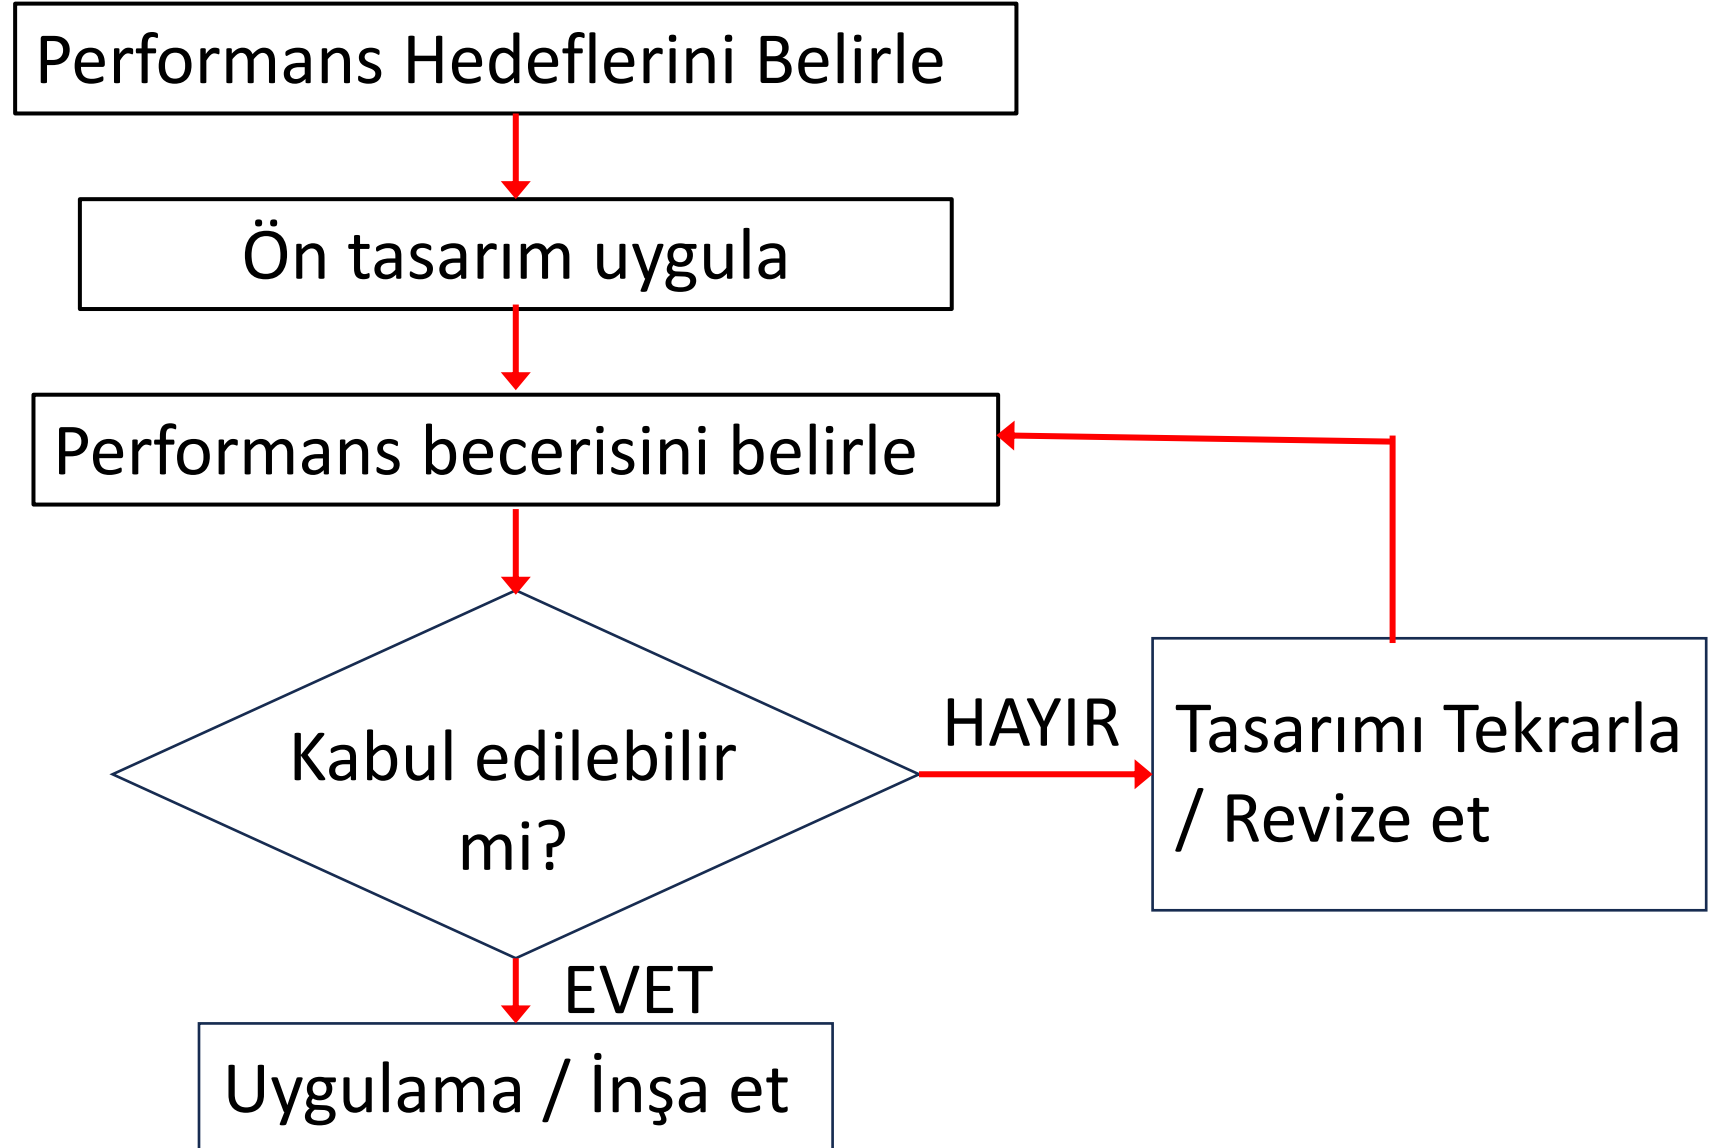 Performans Hedeflerini Belirle
Ön tasarım uygula
Performans becerisini belirle
Kabul edilebilir
mi?
HAYIR
Tasarımı Tekrarla
/ Revize et
EVET
Uygulama / İnşa et